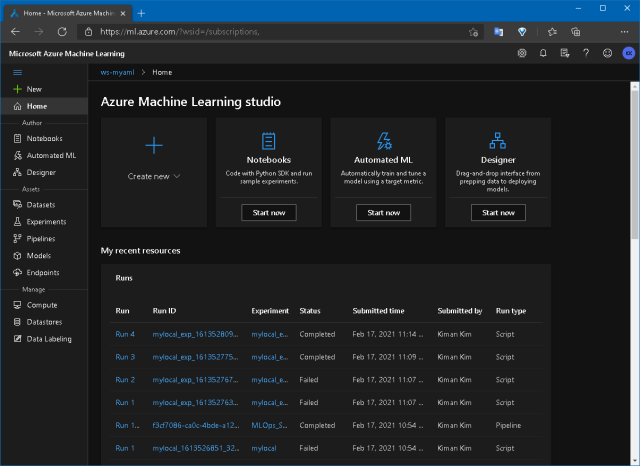 Home - Microsoft Azure Machine
https://ml.azure.com/?wsid=/subscriptions,
Microsoft Azure Machine Learning
KK
ws-myaml > Home
New
Home
Author
Notebooks
Automated ML
Designer
Assets
Datasets
Experiments
Pipelines
Models
Endpoints
Manage
Compute
Datastores
Data Labeling
Azure Machine Learning studio
Create new
Notebooks
Code with Python SDK and run
sample experiments.
Start now
Automated ML
Automatically train and tune a
model using a target metric.
Start now
Designer
Drag-and-drop interface from
prepping data to deploying
models.
Start now
My recent resources
Runs
Run Run ID Experiment Status Submitted time Submitted by Run type
Run 4 mylocal_exp_161352809... mylocal_e... Completed Feb 17, 2021 11:14 ... Kiman Kim Script
Run 3 mylocal_exp_161352775... mylocal_e... Completed Feb 17, 2021 11:09 ... Kiman Kim Script
Run 2 mylocal_exp_161352767... mylocal_e... Failed Feb 17, 2021 11:07 ... Kiman Kim Script
Run 1 mylocal_exp_161352763... mylocal_e... Failed Feb 17, 2021 11:07 ... Kiman Kim Script
Run 1... f3cf7086-ca0c-4bde-a12... MLOps_S... Completed Feb 17, 2021 10:54 ... Kiman Kim Pipeline
Run 1 mylocal_1613526851_32... mylocal Failed Feb 17, 2021 10:54 ... Kiman Kim Script